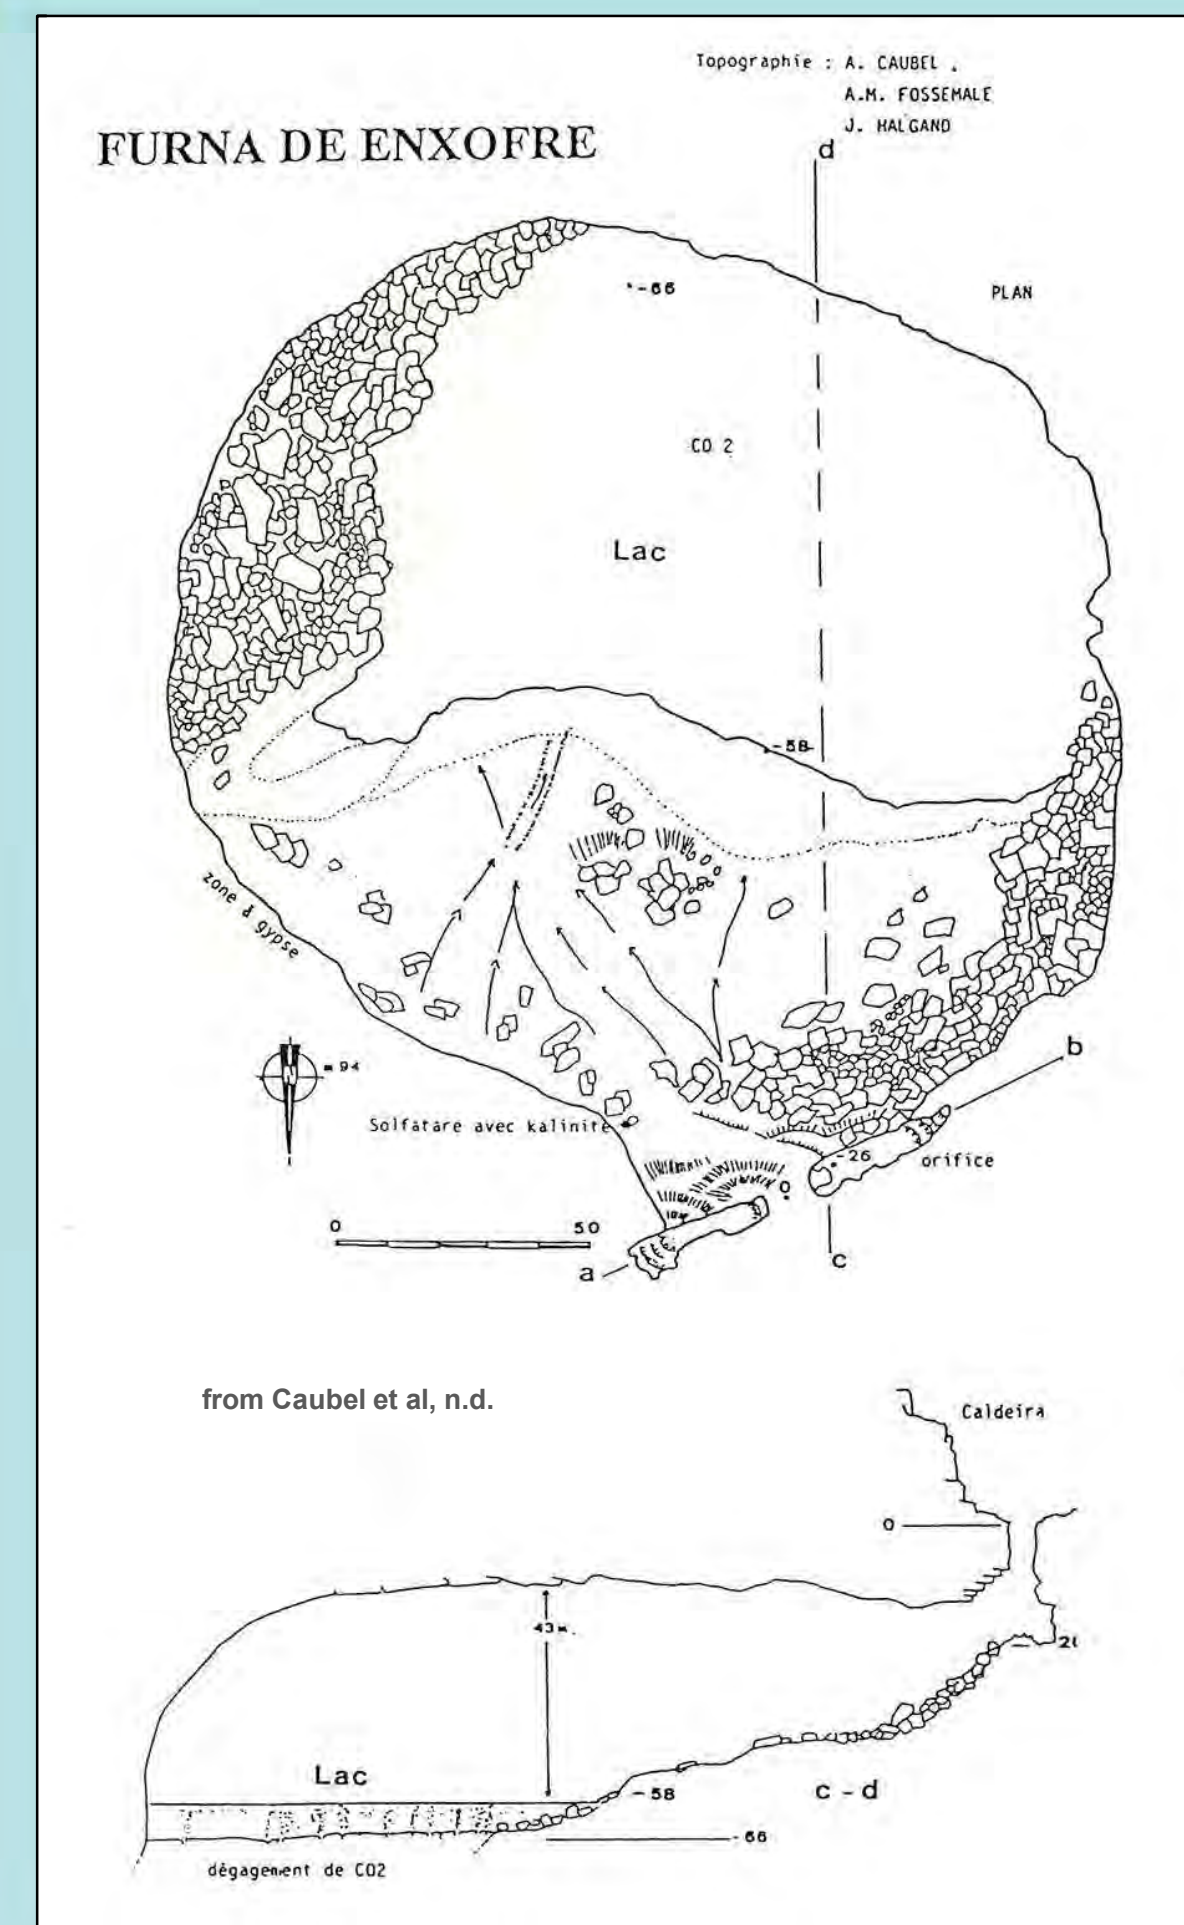 Topographie : A. CAUBEL .
A.M. FOSSEMALE
J. HALGAND
FURNA DE ENXOFRE
d
-66
PLAN
CO 2
Lac
-58
zone à gypse
b
94
Solfatare avec kalinite
-26
orifice
0
0
50
a
c
from Caubel et al, n.d.
Caldeira
0
43 m.
Lac
-58
c - d
-66
dégagement de CO2